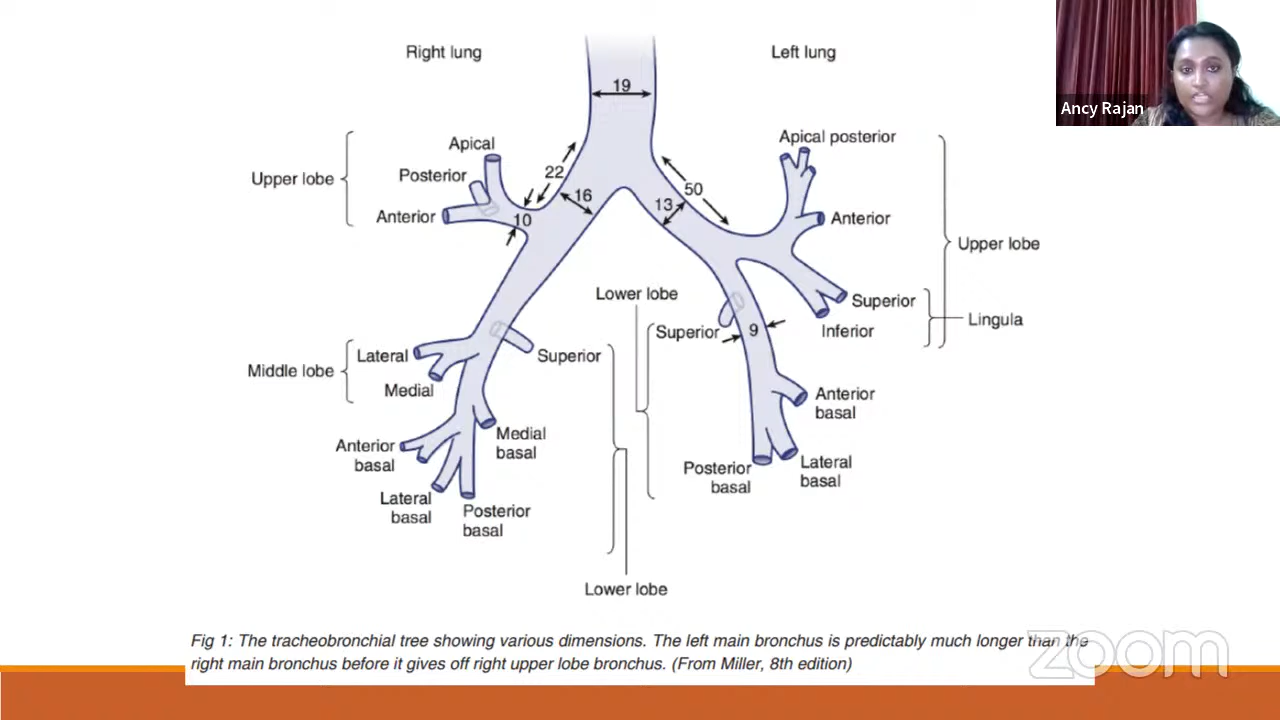 Right lung
Left lung
Ancy Rajan
19
Apical
Posterior
Anterior
Upper lobe
22
16
10
50
13
Apical posterior
Anterior
Upper lobe
Superior
Inferior
Lingula
Lower lobe
Superior
9
Lateral
Medial
Middle lobe
Superior
Anterior
basal
Medial
basal
Lateral
basal
Posterior
basal
Anterior
basal
Posterior
basal
Lateral
basal
Lower lobe
Fig 1: The tracheobronchial tree showing various dimensions. The left main bronchus is predictably much longer than the
right main bronchus before it gives off right upper lobe bronchus. (From Miller, 8th edition)
zoom